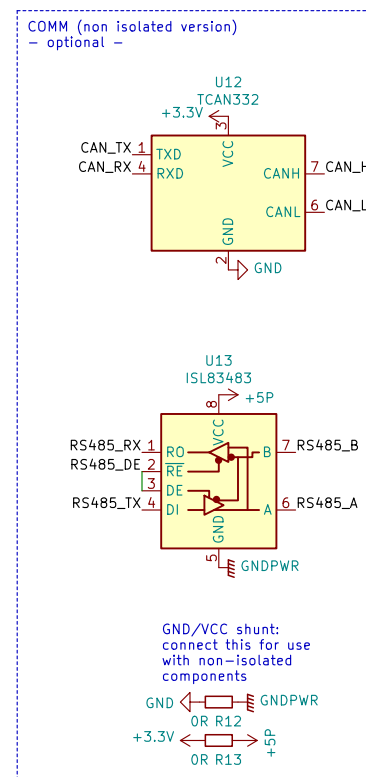 COMM (non isolated version)
- optional -
U12
TCAN332
+3.3V
3
VCC
CAN_TX 1 TXD
CAN_RX 4 RXD
CANH 7 CAN_H
CANL 6 CAN_L
GND
2
GND
U13
ISL83483
+5P
8
VCC
RS485_RX 1 RO
B 7 RS485_B
RS485_DE 2 RE
3 DE
RS485_TX 4 DI
A 6 RS485_A
GND
5
GNDPWR
GND/VCC shunt:
connect this for use
with non-isolated
components
GND GNDPWR
0R R12
+3.3V +5P
0R R13